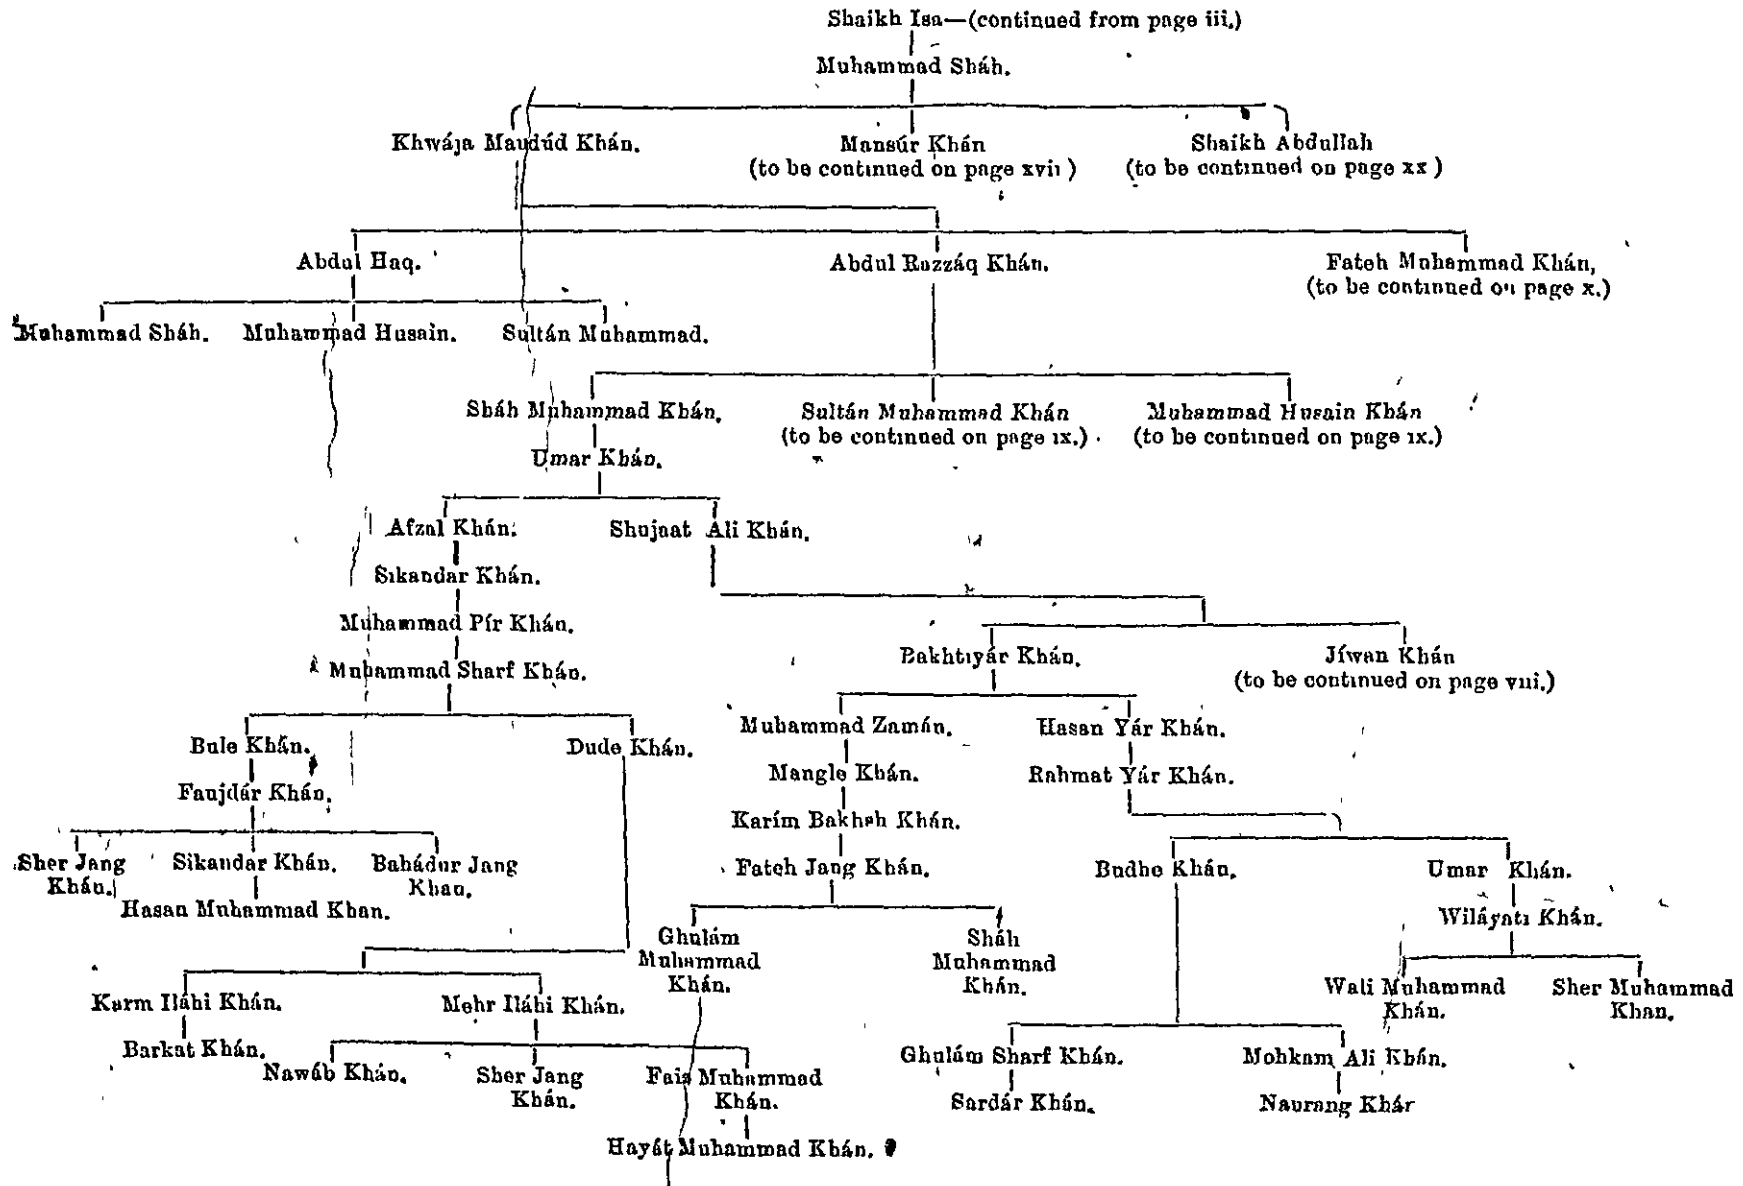 Shaikh Isa—(continued from page iii.)
Muhammad Sháh.
Khwája Maudúd Khán.
Mansúr Khán
(to be continued on page xvii)
Shaikh Abdullah
(to be continued on page xx)
Abdul Haq.
Abdul Razzáq Khán.
Fateh Muhammad Khán,
(to be continued on page x.)
Muhammad Sháh.
Muhammad Husain.
Sultán Muhammad.
Sháh Muhammad Khán.
Sultán Muhammad Khán
(to be continued on page ix.)
Muhammad Husain Khán
(to be continued on page ix.)
Umar Khán.
Afzal Khán.
Shujaat Ali Khán.
Sikandar Khán.
Muhammad Pír Khán.
Muhammad Sharf Khán.
Bakhtiyár Khán.
Jíwan Khán
(to be continued on page viii.)
Bule Khán.
Dude Khán.
Muhammad Zamán.
Hasan Yár Khán.
Faujdár Khán.
Mangle Khán.
Rahmat Yár Khán.
Karím Bakhsh Khán.
Sher Jang
Khán.
Sikandar Khán.
Bahádur Jang
Khan.
Fateh Jang Khán.
Budhe Khán.
Umar Khán.
Hasan Muhammad Khan.
Wiláyati Khán.
Ghulám
Muhammad
Khán.
Sháh
Muhammad
Khán.
Karm Iláhi Khán.
Mehr Iláhi Khán.
Wali Muhammad
Khán.
Sher Muhammad
Khan.
Barkat Khán.
Nawáb Khán.
Sher Jang
Khán.
Faiz Muhammad
Khán.
Ghulám Sharf Khán.
Mohkam Ali Khán.
Sardár Khán.
Naurang Khár
Hayát Muhammad Khán.